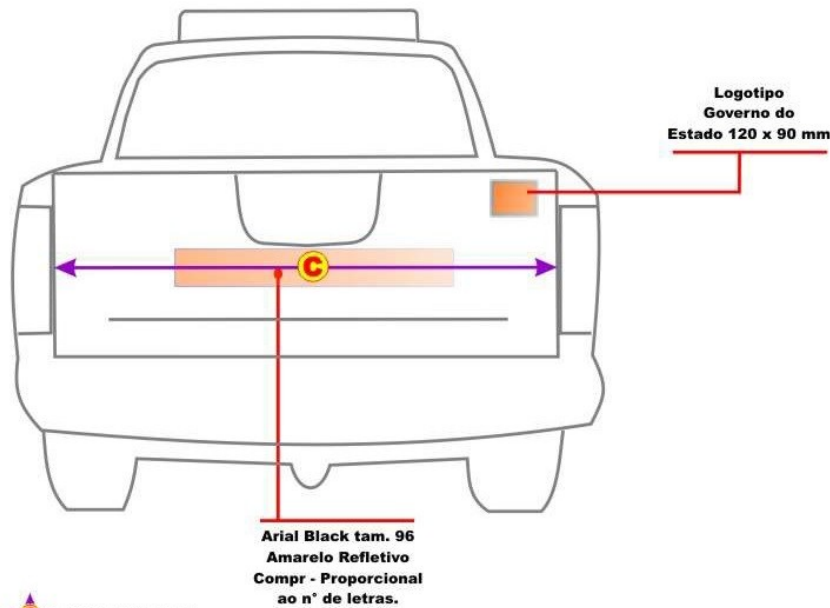 Logotipo
Governo do
Estado 120 x 90 mm
C
Arial Black tam. 96
Amarelo Refletivo
Compr - Proporcional
ao n° de letras.